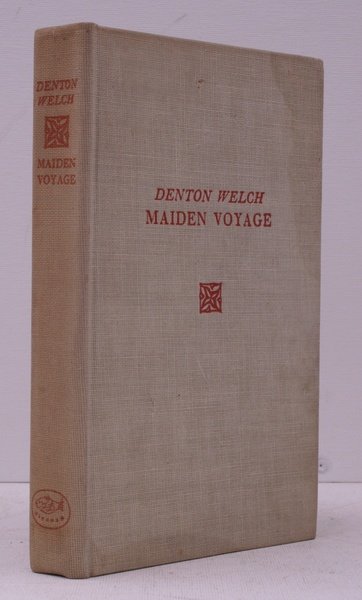 DENTON
WELCH
MAIDEN
VOYAGE
DENTON WELCH
MAIDEN VOYAGE